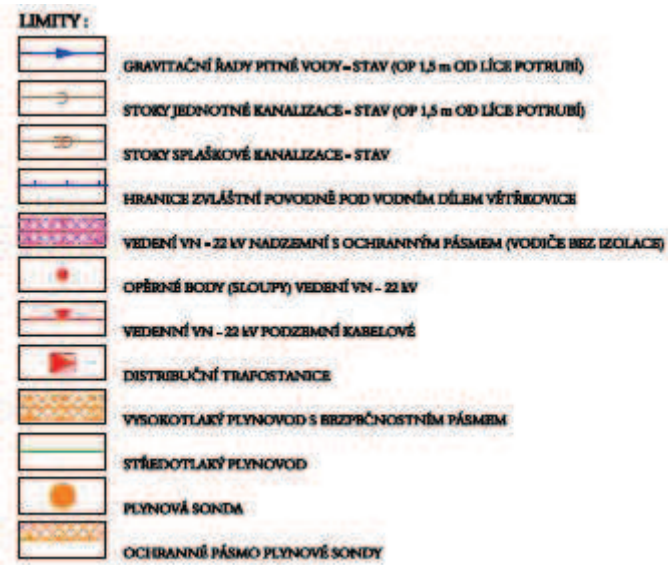 LIMITY :
GRAVITAČNÍ ŘADY PITNÉ VODY - STAV (OP 1,5 m OD LÍCE POTRUBÍ)
STOKY JEDNOTNÉ KANALIZACE - STAV (OP 1,5 m OD LÍCE POTRUBÍ)
STOKY SPLAŠKOVÉ KANALIZACE - STAV
HRANICE ZVLÁŠTNÍ POVODNĚ POD VODNÍM DÍLEM VĚTŘKOVICE
VEDENÍ VN - 22 kV NADZEMNÍ S OCHRANNÝM PÁSMEM (VODIČE BEZ IZOLACE)
OPĚRNÉ BODY (SLOUPY) VEDENÍ VN - 22 kV
VEDENNÍ VN - 22 kV PODZEMNÍ KABELOVÉ
DISTRIBUČNÍ TRAFOSTANICE
VYSOKOTLAKÝ PLYNOVOD S BEZPEČNOSTNÍM PÁSMEM
STŘEDOTLAKÝ PLYNOVOD
PLYNOVÁ SONDA
OCHRANNÉ PÁSMO PLYNOVÉ SONDY